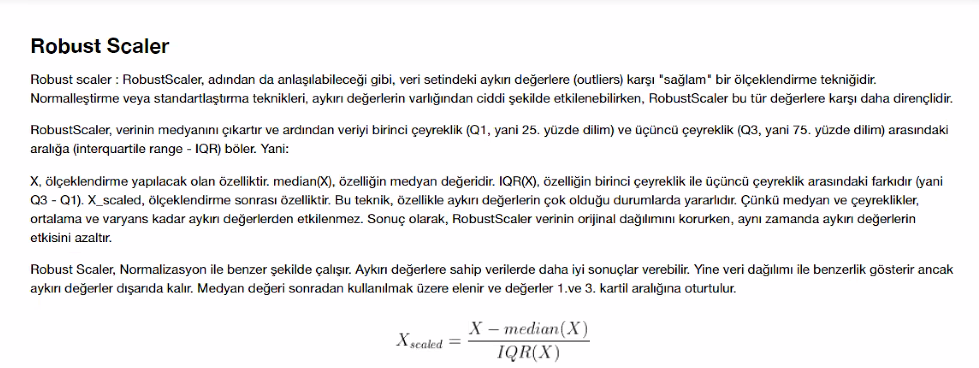 Robust Scaler
Robust scaler : RobustScaler, adından da anlaşılabileceği gibi, veri setindeki aykırı değerlere (outliers) karşı "sağlam" bir ölçeklendirme tekniğidir.
Normalleştirme veya standartlaştırma teknikleri, aykırı değerlerin varlığından ciddi şekilde etkilenebilirken, RobustScaler bu tür değerlere karşı daha dirençlidir.
RobustScaler, verinin medyanını çıkartır ve ardından veriyi birinci çeyreklik (Q1, yani 25. yüzde dilim) ve üçüncü çeyreklik (Q3, yani 75. yüzde dilim) arasındaki
aralığa (interquartile range - IQR) böler. Yani:
X, ölçeklendirme yapılacak olan özelliktir. median(X), özelliğin medyan değeridir. IQR(X), özelliğin birinci çeyreklik ile üçüncü çeyreklik arasındaki farkıdır (yani
Q3 - Q1). X_scaled, ölçeklendirme sonrası özelliktir. Bu teknik, özellikle aykırı değerlerin çok olduğu durumlarda yararlıdır. Çünkü medyan ve çeyreklikler,
ortalama ve varyans kadar aykırı değerlerden etkilenmez. Sonuç olarak, RobustScaler verinin orijinal dağılımını korurken, aynı zamanda aykırı değerlerin
etkisini azaltır.
Robust Scaler, Normalizasyon ile benzer şekilde çalışır. Aykırı değerlere sahip verilerde daha iyi sonuçlar verebilir. Yine veri dağılımı ile benzerlik gösterir ancak
aykırı değerler dışarıda kalır. Medyan değeri sonradan kullanılmak üzere elenir ve değerler 1.ve 3. kartil aralığına oturtulur.
X_scaled = (X − median(X)) / IQR(X)